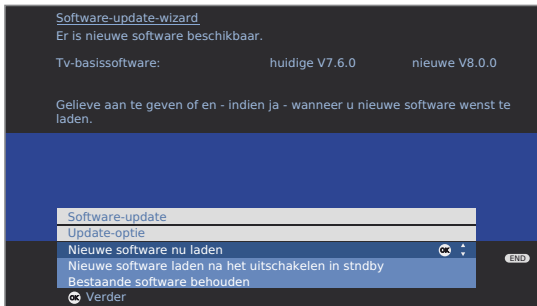 Software-update-wizard
Er is nieuwe software beschikbaar.
Tv-basissoftware: huidige V7.6.0 nieuwe V8.0.0
Gelieve aan te geven of en - indien ja - wanneer u nieuwe software wenst te
laden.
Software-update
Update-optie
Nieuwe software nu laden OK
END
Nieuwe software laden na het uitschakelen in stndby
Bestaande software behouden
OK Verder